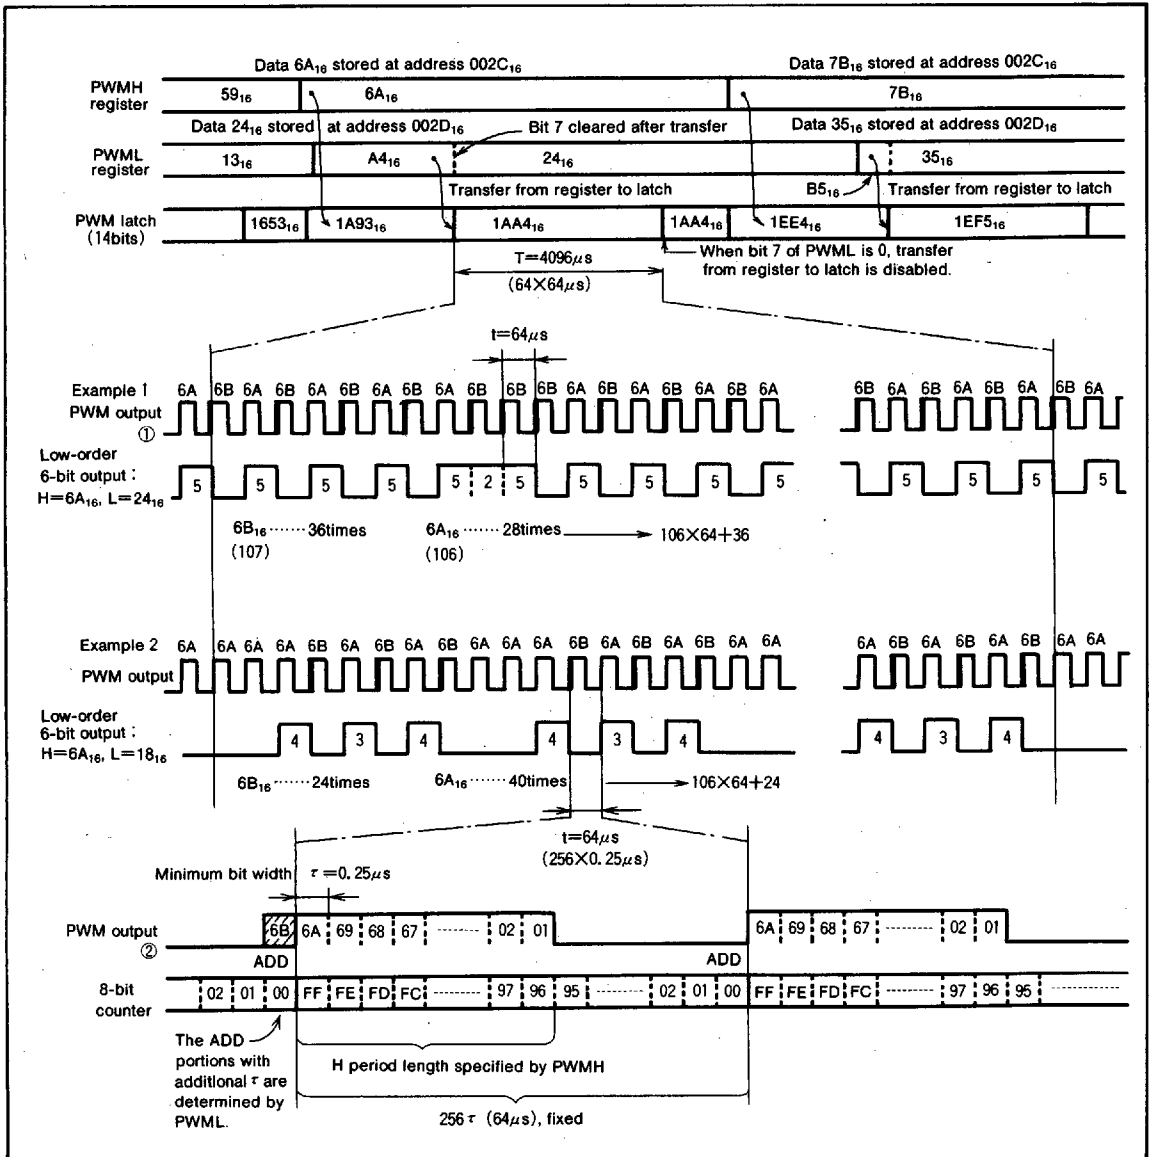 Data 6A₁₆ stored at address 002C₁₆ Data 7B₁₆ stored at address 002C₁₆
PWMH register 59₁₆ 6A₁₆ 7B₁₆
Data 24₁₆ stored at address 002D₁₆ Bit 7 cleared after transfer Data 35₁₆ stored at address 002D₁₆
PWML register 13₁₆ A4₁₆ 24₁₆ 35₁₆
Transfer from register to latch B5₁₆ Transfer from register to latch
PWM latch (14bits) 1653₁₆ 1A93₁₆ 1AA4₁₆ 1AA4₁₆ 1EE4₁₆ 1EF5₁₆
T=4096μs
(64×64μs)
When bit 7 of PWML is 0, transfer
from register to latch is disabled.
t=64μs
Example 1 6A 6B 6A 6B 6A 6B 6A 6B 6A 6B 6B 6B 6A 6B 6A 6B 6A 6B 6A 6B 6A 6B 6A 6B 6A
PWM output
①
Low-order
6-bit output :
H=6A₁₆, L=24₁₆
5 5 5 5 5 2 5 5 5 5 5 5 5 5 5
6B₁₆ ······· 36times 6A₁₆ ······· 28times → 106×64+36
(107) (106)
Example 2 6A 6A 6A 6A 6B 6A 6B 6A 6B 6A 6A 6A 6B 6A 6B 6A 6B 6A 6A 6A 6B 6A 6B 6A 6B 6A 6A
PWM output
Low-order
6-bit output :
H=6A₁₆, L=18₁₆
4 3 4 4 3 4 4 3 4
6B₁₆ ······· 24times 6A₁₆ ······· 40times → 106×64+24
t=64μs
(256×0.25μs)
Minimum bit width τ=0.25μs
PWM output ② 6B 6A 69 68 67 -------- 02 01 6A 69 68 67 -------- 02 01
ADD ADD
8-bit counter 02 01 00 FF FE FD FC -------- 97 96 95 -------- 02 01 00 FF FE FD FC -------- 97 96 95 --------
The ADD
portions with
additional τ are
determined by
PWML.
H period length specified by PWMH
256τ (64μs), fixed